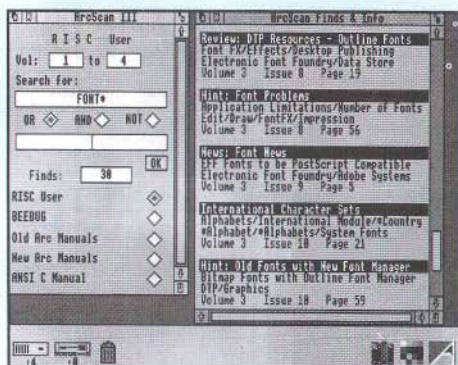 ArcScan III
RISC User
Vol: 1 to 4
Search for:
FONT*
OR AND NOT
OK
Finds: 30
RISC User
BEEBUG
Old Arc Manuals
New Arc Manuals
ANSI C Manual
ArcScan Finds & Info
Review: DTP Resources - Outline Fonts
Font FX/Effects/Desktop Publishing
Electronic Font Foundry/Data Store
Volume 3 Issue 8 Page 19
Hint: Font Problems
Application Limitations/Number of Fonts
Edit/Draw/FontFX/Impression
Volume 3 Issue 8 Page 56
News: Font News
EFF Fonts to be PostScript Compatible
Electronic Font Foundry/Adobe Systems
Volume 3 Issue 9 Page 5
International Character Sets
Alphabets/International Module/*Country
*Alphabet/*Alphabets/System Fonts
Volume 3 Issue 10 Page 21
Hint: Old Fonts with New Font Manager
Bitmap Fonts with Outline Font Manager
DTP/Graphics
Volume 3 Issue 10 Page 59
:4 :0